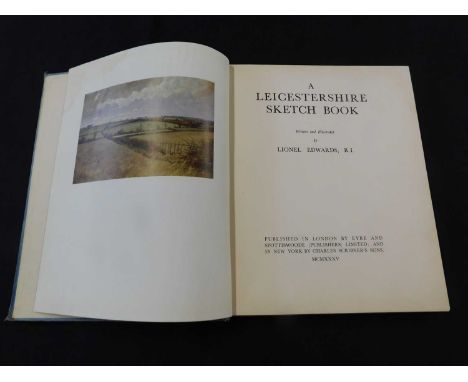 A
LEICESTERSHIRE
SKETCH BOOK
Written and Illustrated
by
LIONEL EDWARDS, R.I.
PUBLISHED IN LONDON BY EYRE AND
SPOTTISWOODE (PUBLISHERS) LIMITED, AND
IN NEW YORK BY CHARLES SCRIBNER'S SONS.
MCMXXXV